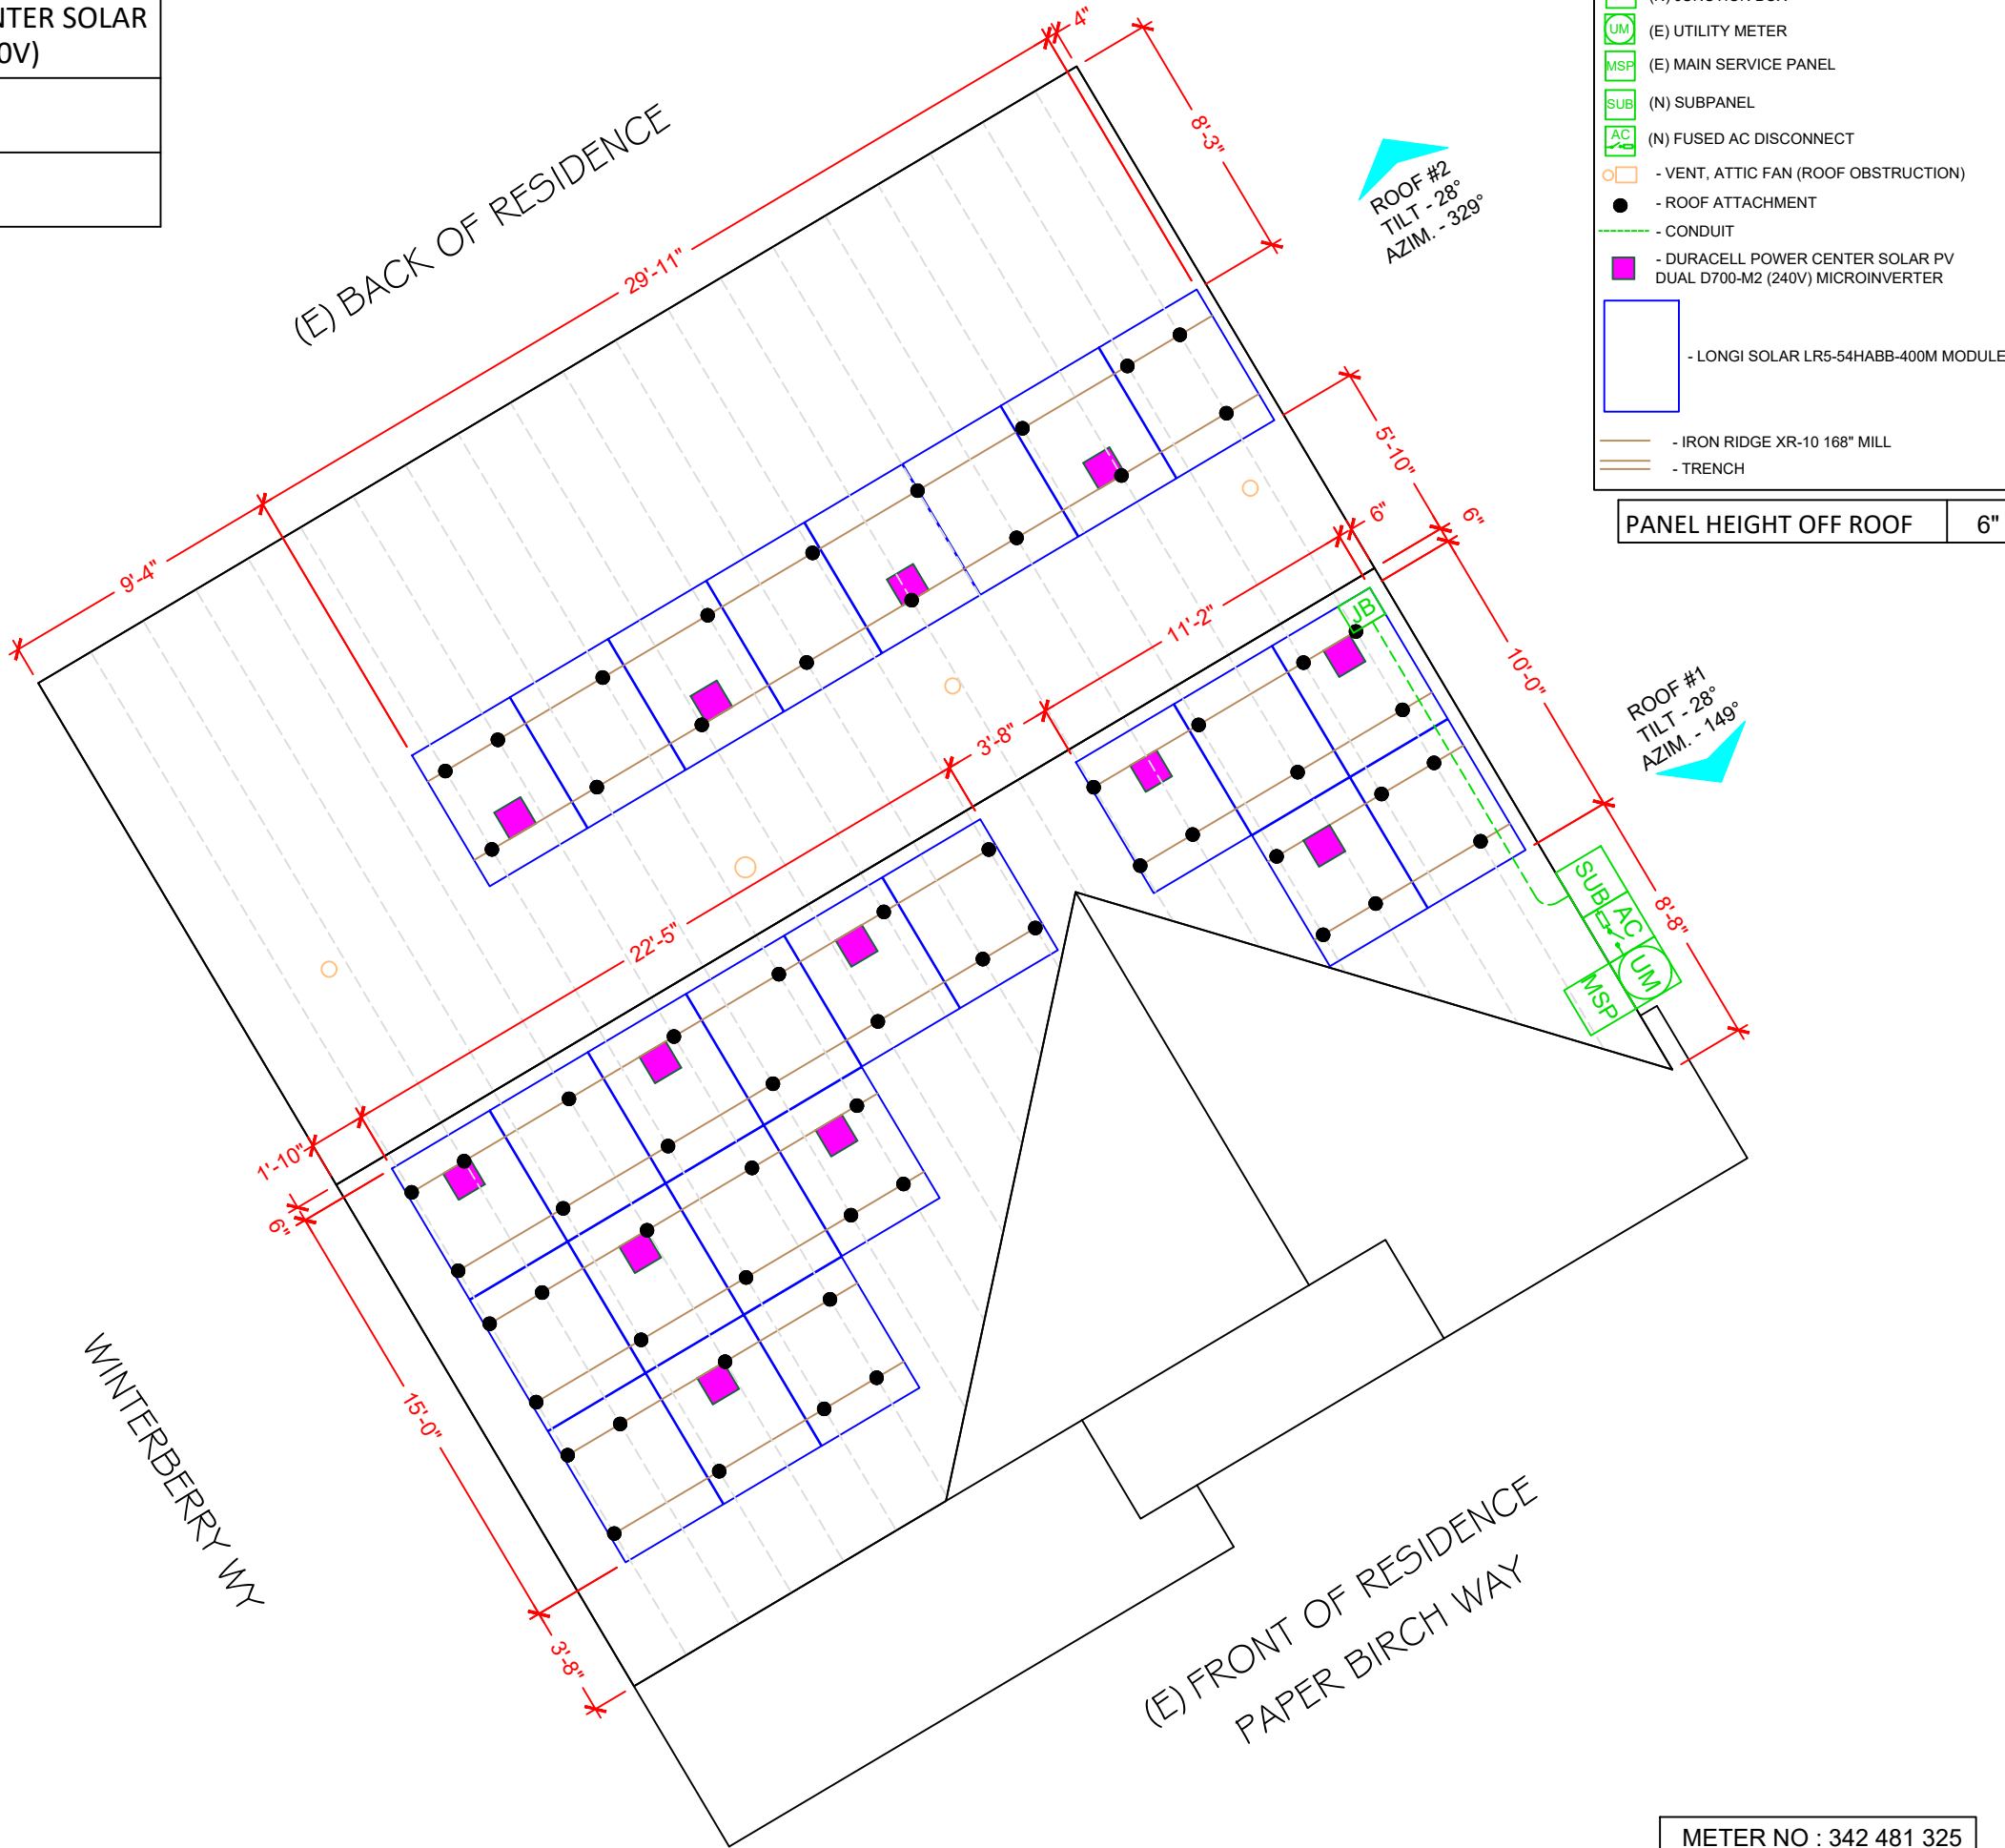 NTER SOLAR
0V)
UM (E) UTILITY METER
MSP (E) MAIN SERVICE PANEL
SUB (N) SUBPANEL
AC (N) FUSED AC DISCONNECT
- VENT, ATTIC FAN (ROOF OBSTRUCTION)
- ROOF ATTACHMENT
- CONDUIT
- DURACELL POWER CENTER SOLAR PV
DUAL D700-M2 (240V) MICROINVERTER
- LONGI SOLAR LR5-54HABB-400M MODULE
- IRON RIDGE XR-10 168" MILL
- TRENCH
PANEL HEIGHT OFF ROOF 6"
(E) BACK OF RESIDENCE
4"
8'-3"
29'-11"
9'-4"
ROOF #2
TILT - 28°
AZIM. - 329°
5'-10"
6"
6"
11'-2"
3'-8"
22'-5"
1'-10"
6"
10'-0"
8'-8"
ROOF #1
TILT - 28°
AZIM. - 149°
JB
SUB
AC
UM
MSP
15'-0"
3'-8"
WINTERBERRY WY
(E) FRONT OF RESIDENCE
PAPER BIRCH WAY
METER NO : 342 481 325